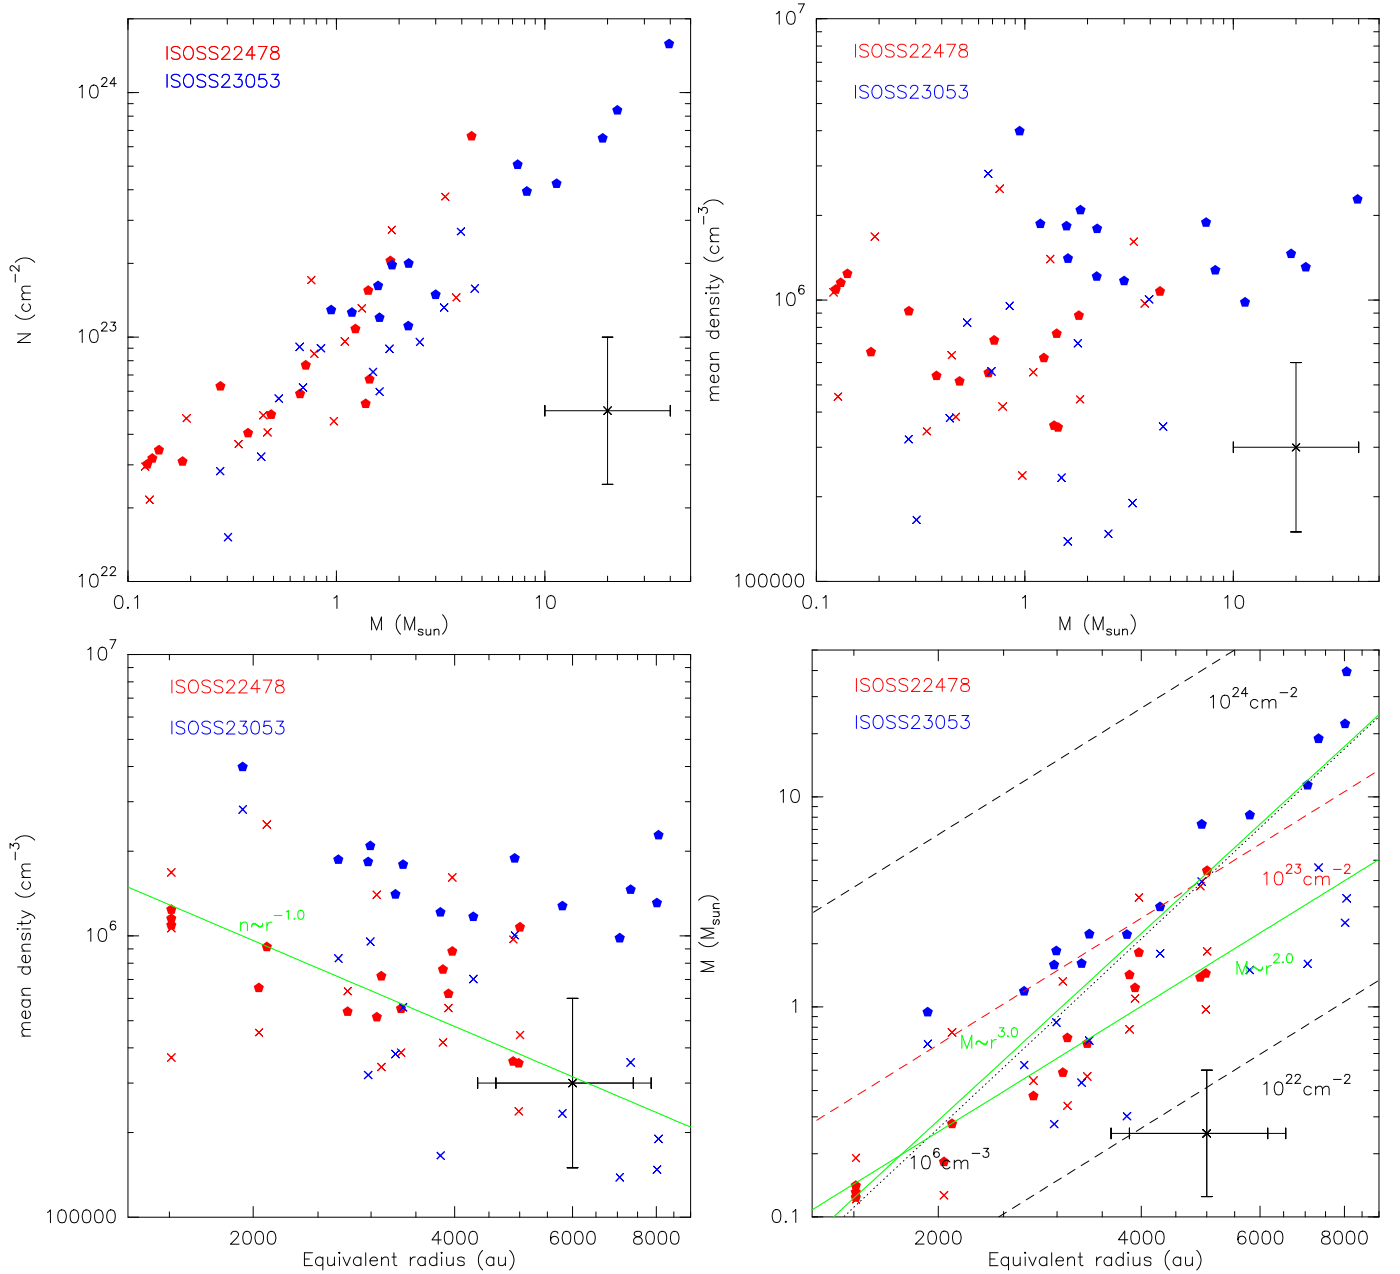 ISOSS22478
ISOSS23053
10^24
10^23
10^22
N (cm^−2)
0.1 1 10
M (M_sun)
10^7
ISOSS22478
ISOSS23053
10^6
100000
mean density (cm^−3)
0.1 1 10
M (M_sun)
10^7
ISOSS22478
ISOSS23053
n~r^−1.0
10^6
100000
mean density (cm^−3)
2000 4000 6000 8000
Equivalent radius (au)
ISOSS22478
ISOSS23053
10^24cm^−2
10^23cm^−2
M~r^2.0
M~r^3.0
10^22cm^−2
10^6cm^−3
10
1
0.1
M (M_sun)
2000 4000 6000 8000
Equivalent radius (au)